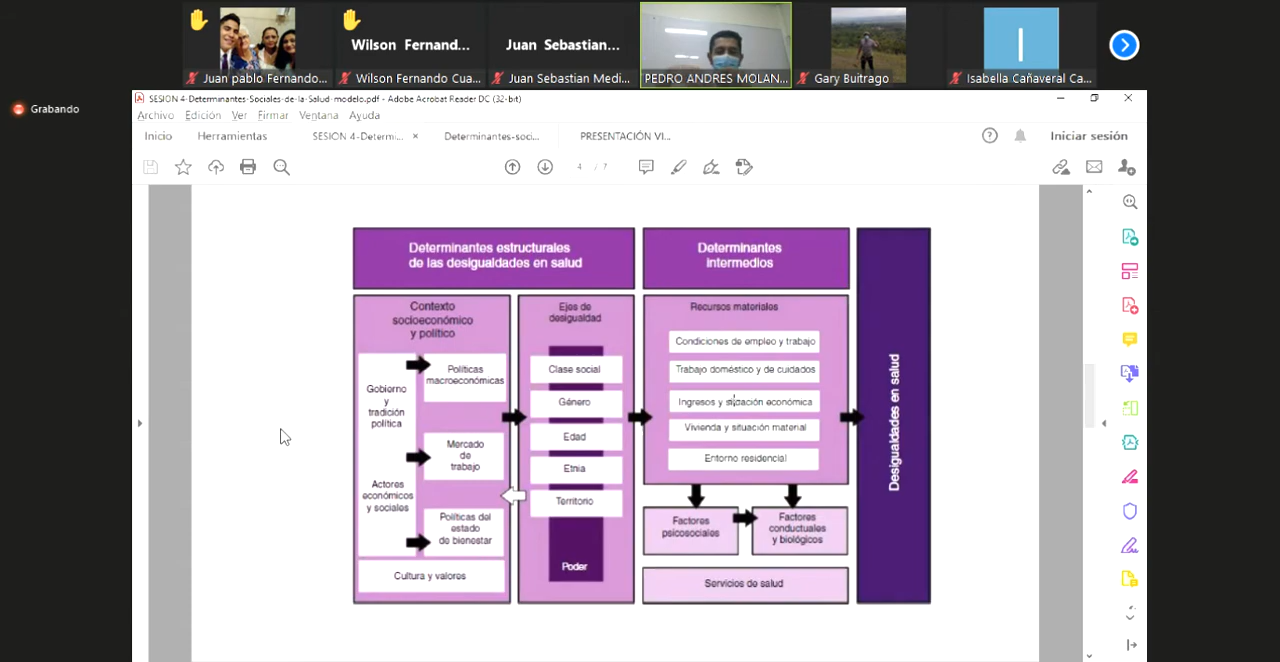 Wilson Fernand...
Juan Sebastian...
I
Juan pablo Fernando...
Wilson Fernando Cua...
Juan Sebastian Medi...
PEDRO ANDRES MOLAN...
Gary Buitrago
Isabella Cañaveral Ca...
Grabando
SESION 4-Determinantes-Sociales-de-la-Salud-modelo.pdf - Adobe Acrobat Reader DC (32-bit)
Archivo Edición Ver Firmar Ventana Ayuda
Inicio Herramientas SESION 4-Determi... × Determinantes-soci... PRESENTACIÓN VI... Iniciar sesión
4 / 7
Determinantes estructurales
de las desigualdades en salud
Determinantes
intermedios
Contexto
socioeconómico
y político
Gobierno
y
tradición
política
Actores
económicos
y sociales
Políticas
macroeconómicas
Mercado
de
trabajo
Políticas del
estado
de bienestar
Cultura y valores
Ejes de
desigualdad
Clase social
Género
Edad
Etnia
Territorio
Poder
Recursos materiales
Condiciones de empleo y trabajo
Trabajo doméstico y de cuidados
Ingresos y situación económica
Vivienda y situación material
Entorno residencial
Factores
psicosociales
Factores
conductuales
y biológicos
Servicios de salud
Desigualdades en salud